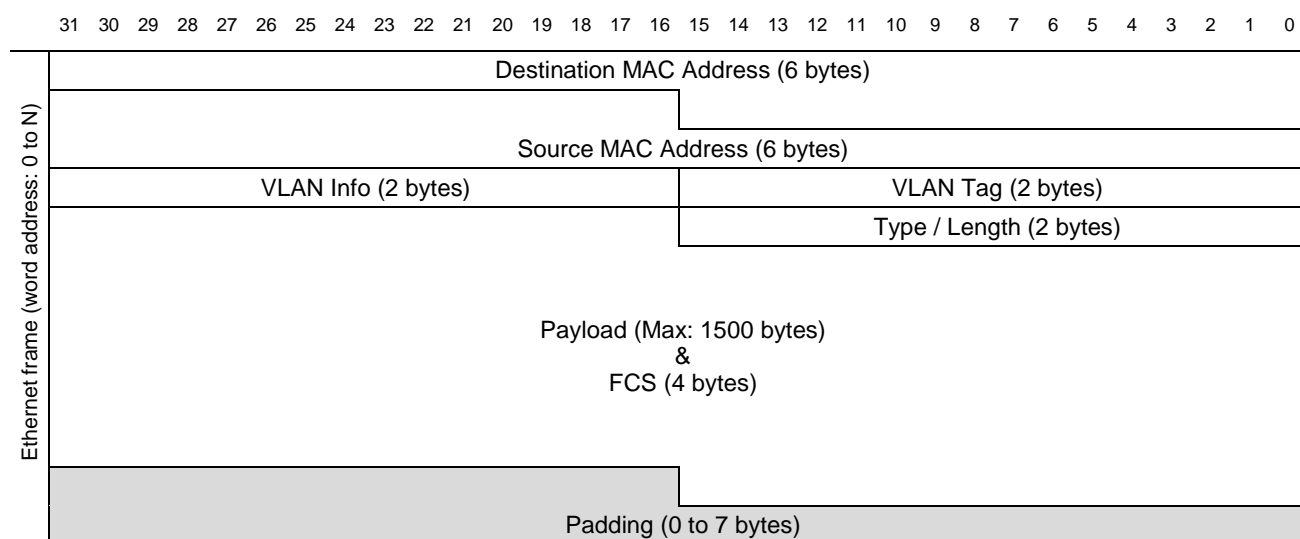 31 30 29 28 27 26 25 24 23 22 21 20 19 18 17 16 15 14 13 12 11 10 9 8 7 6 5 4 3 2 1 0
Ethernet frame (word address: 0 to N)
Destination MAC Address (6 bytes)
Source MAC Address (6 bytes)
VLAN Info (2 bytes) VLAN Tag (2 bytes)
Type / Length (2 bytes)
Payload (Max: 1500 bytes)
&
FCS (4 bytes)
Padding (0 to 7 bytes)